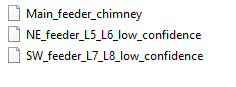 Main_feeder_chimney
NE_feeder_L5_L6_low_confidence
SW_feeder_L7_L8_low_confidence